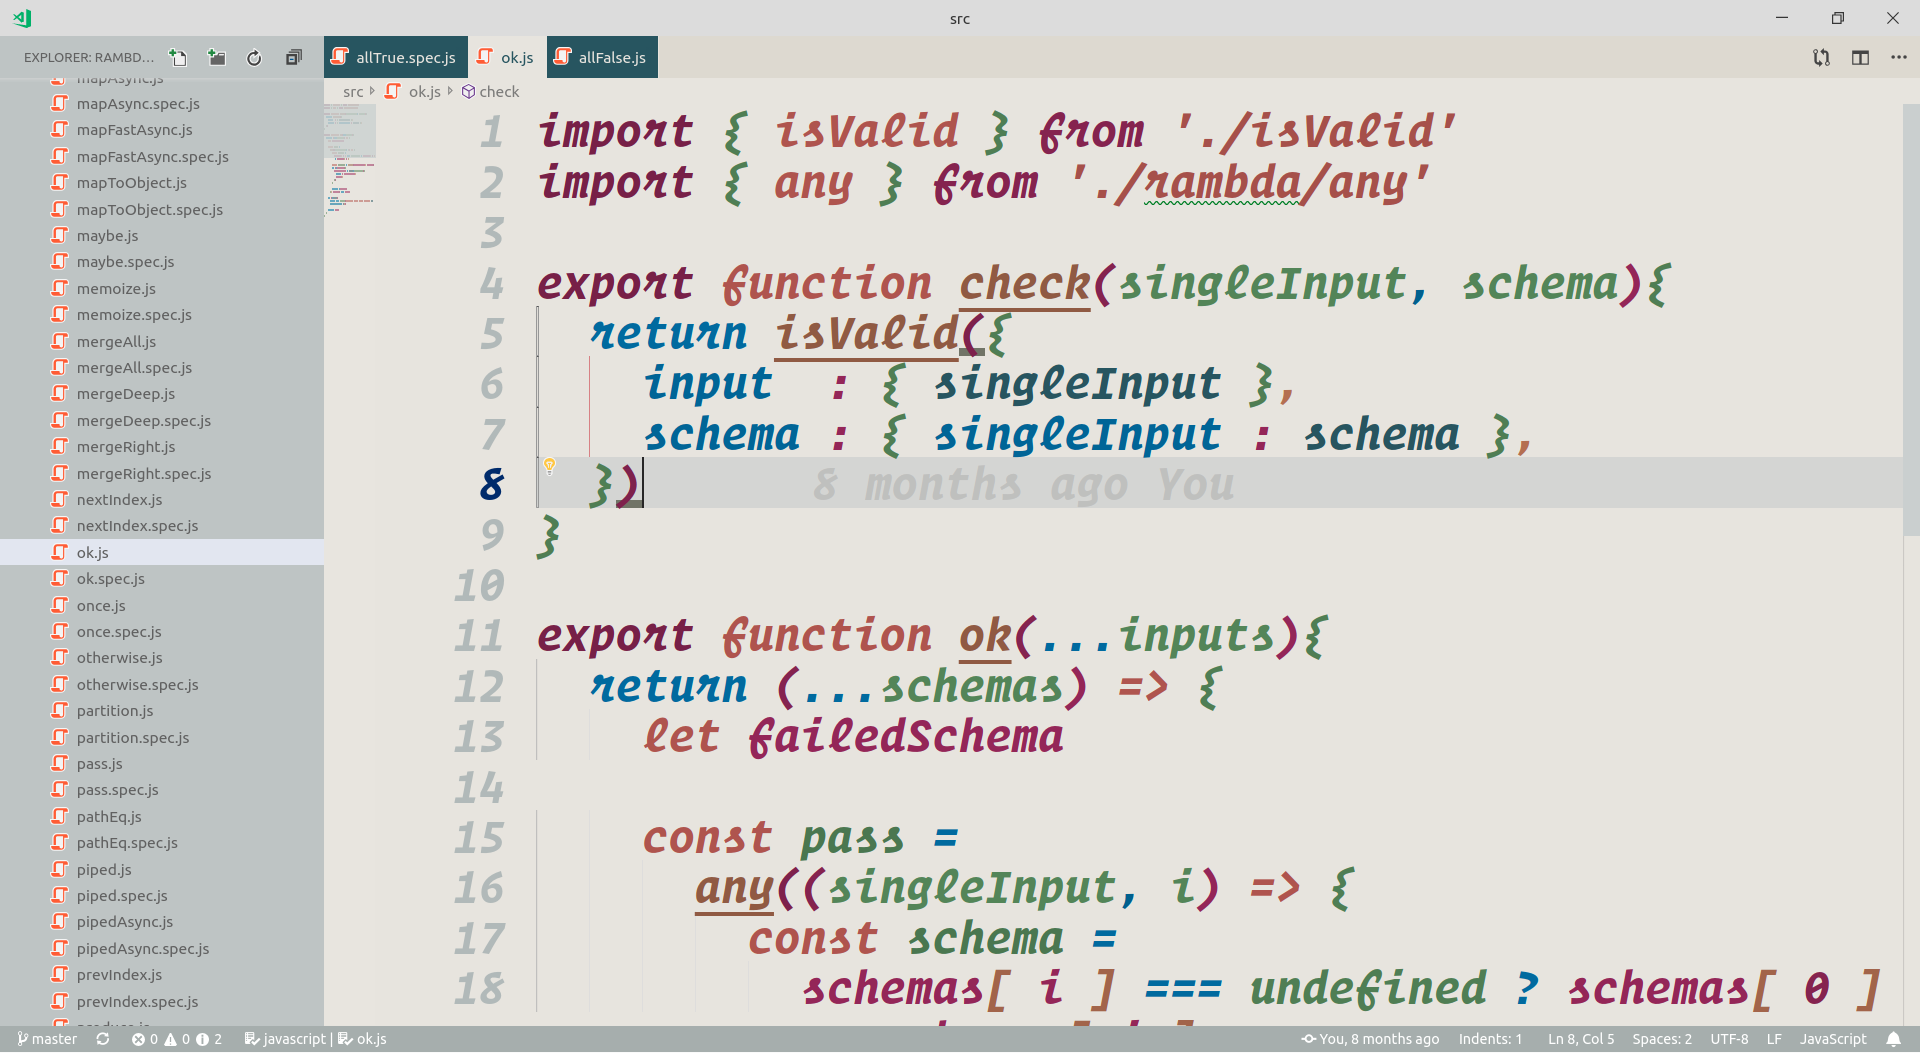 src
EXPLORER: RAMBD...
allTrue.spec.js
ok.js
allFalse.js
src
ok.js
check
mapAsync.js
mapAsync.spec.js
mapFastAsync.js
mapFastAsync.spec.js
mapToObject.js
mapToObject.spec.js
maybe.js
maybe.spec.js
memoize.js
memoize.spec.js
mergeAll.js
mergeAll.spec.js
mergeDeep.js
mergeDeep.spec.js
mergeRight.js
mergeRight.spec.js
nextIndex.js
nextIndex.spec.js
ok.js
ok.spec.js
once.js
once.spec.js
otherwise.js
otherwise.spec.js
partition.js
partition.spec.js
pass.js
pass.spec.js
pathEq.js
pathEq.spec.js
piped.js
piped.spec.js
pipedAsync.js
pipedAsync.spec.js
prevIndex.js
prevIndex.spec.js
1 import { isValid } from './isValid'
2 import { any } from './rambda/any'
3
4 export function check(singleInput, schema){
5 return isValid({
6 input : { singleInput },
7 schema : { singleInput : schema },
8 }) 8 months ago You
9 }
10
11 export function ok(...inputs){
12 return (...schemas) => {
13 let failedSchema
14
15 const pass =
16 any((singleInput, i) => {
17 const schema =
18 schemas[ i ] === undefined ? schemas[ 0 ]
master 0 0 2 javascript | ok.js You, 8 months ago Indents: 1 Ln 8, Col 5 Spaces: 2 UTF-8 LF JavaScript